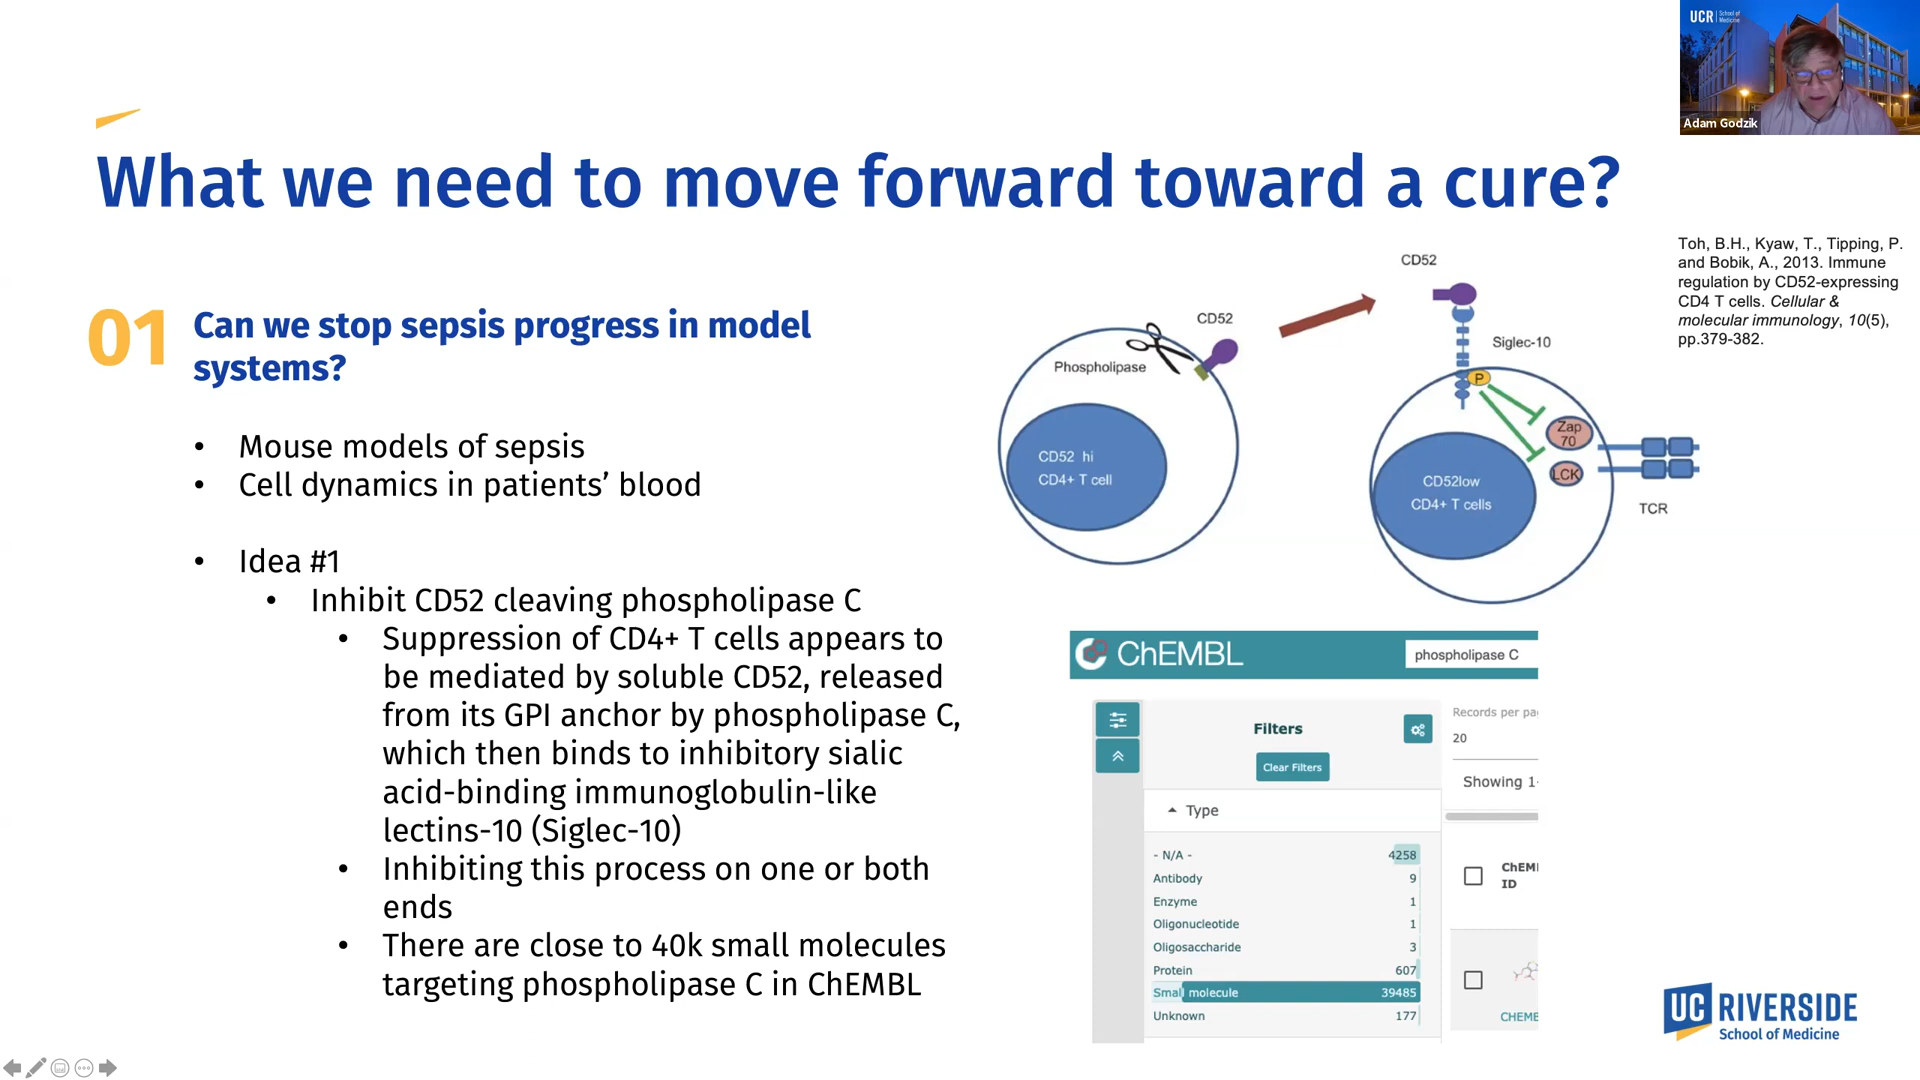 UCR School of Medicine
Adam Godzik
What we need to move forward toward a cure?
01
Can we stop sepsis progress in model
systems?
• Mouse models of sepsis
• Cell dynamics in patients’ blood
• Idea #1
• Inhibit CD52 cleaving phospholipase C
• Suppression of CD4+ T cells appears to
be mediated by soluble CD52, released
from its GPI anchor by phospholipase C,
which then binds to inhibitory sialic
acid-binding immunoglobulin-like
lectins-10 (Siglec-10)
• Inhibiting this process on one or both
ends
• There are close to 40k small molecules
targeting phospholipase C in ChEMBL
CD52
Phospholipase
CD52 hi
CD4+ T cell
CD52
Siglec-10
P
Zap
70
LCK
CD52low
CD4+ T cells
TCR
Toh, B.H., Kyaw, T., Tipping, P.
and Bobik, A., 2013. Immune
regulation by CD52-expressing
CD4 T cells. Cellular &
molecular immunology, 10(5),
pp.379-382.
ChEMBL
phospholipase C
Filters
Clear Filters
Type
- N/A - 4258
Antibody 9
Enzyme 1
Oligonucleotide 1
Oligosaccharide 3
Protein 607
Small molecule 39485
Unknown 177
Records per pa
20
Showing 1-
ChEM
ID
CHEME
UC RIVERSIDE
School of Medicine